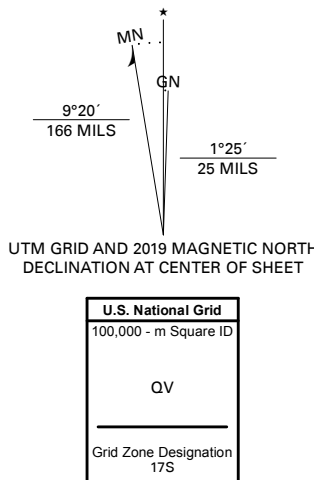 ★
MN
GN
9°20´
166 MILS
1°25´
25 MILS
UTM GRID AND 2019 MAGNETIC NORTH
DECLINATION AT CENTER OF SHEET
U.S. National Grid
100,000 - m Square ID
QV
Grid Zone Designation
17S